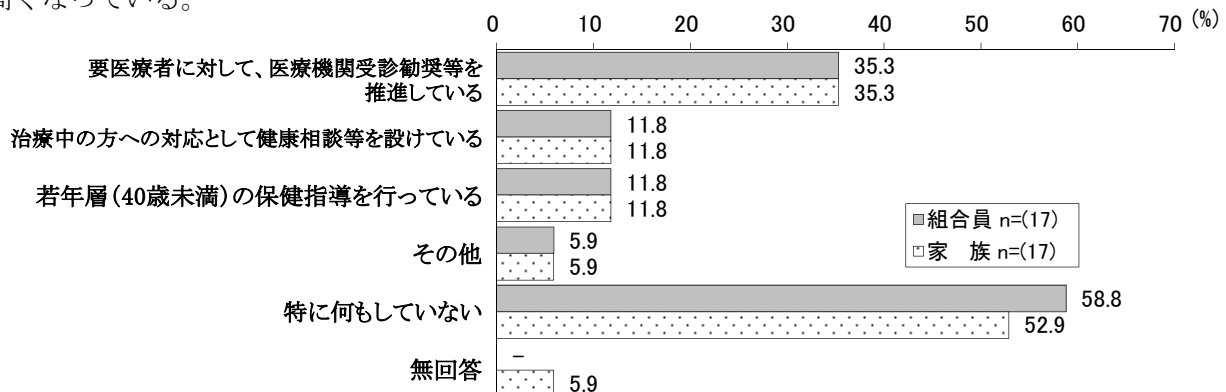 高くなっている。
0 10 20 30 40 50 60 70 (%)
要医療者に対して、医療機関受診勧奨等を
推進している
35.3
35.3
治療中の方への対応として健康相談等を設けている
11.8
11.8
若年層(40歳未満)の保健指導を行っている
11.8
11.8
その他
5.9
5.9
特に何もしていない
58.8
52.9
無回答
-
5.9
組合員 n=(17)
家 族 n=(17)